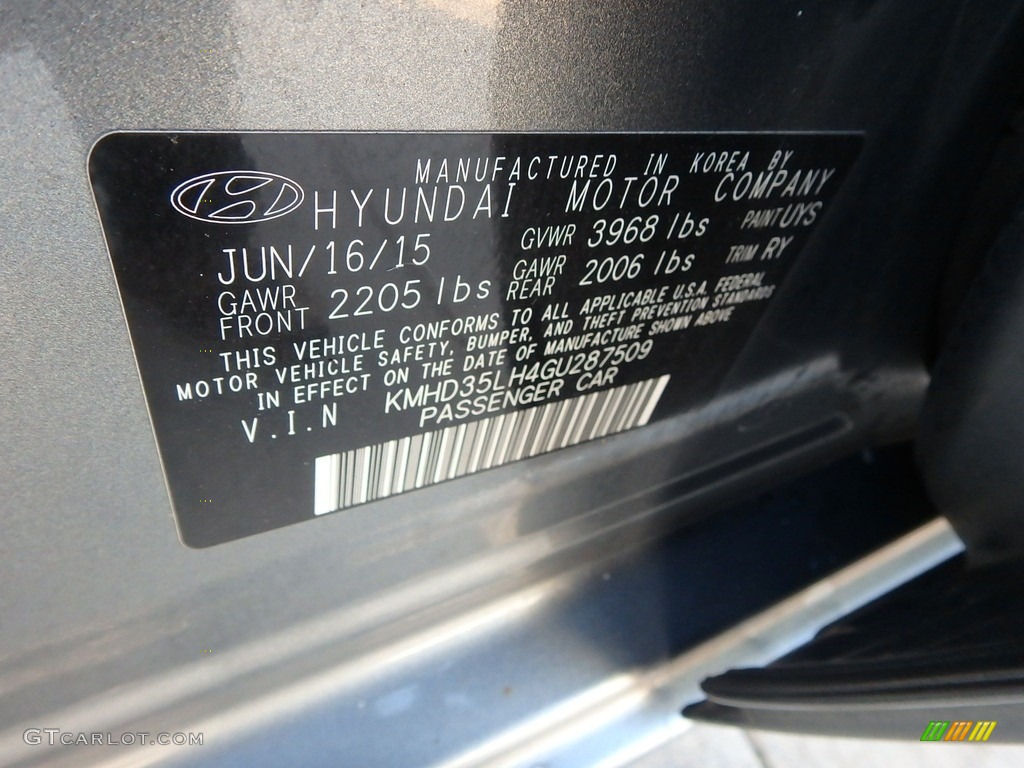 MANUFACTURED IN KOREA BY
HYUNDAI MOTOR COMPANY
JUN/16/15 GVWR 3968 lbs PAINT UYS
GAWR FRONT 2205 lbs GAWR REAR 2006 lbs TRIM RY
THIS VEHICLE CONFORMS TO ALL APPLICABLE U.S.A. FEDERAL
MOTOR VEHICLE SAFETY, BUMPER, AND THEFT PREVENTION STANDARDS
IN EFFECT ON THE DATE OF MANUFACTURE SHOWN ABOVE
V.I.N KMHD35LH4GU287509
PASSENGER CAR
GTCARLOT.COM